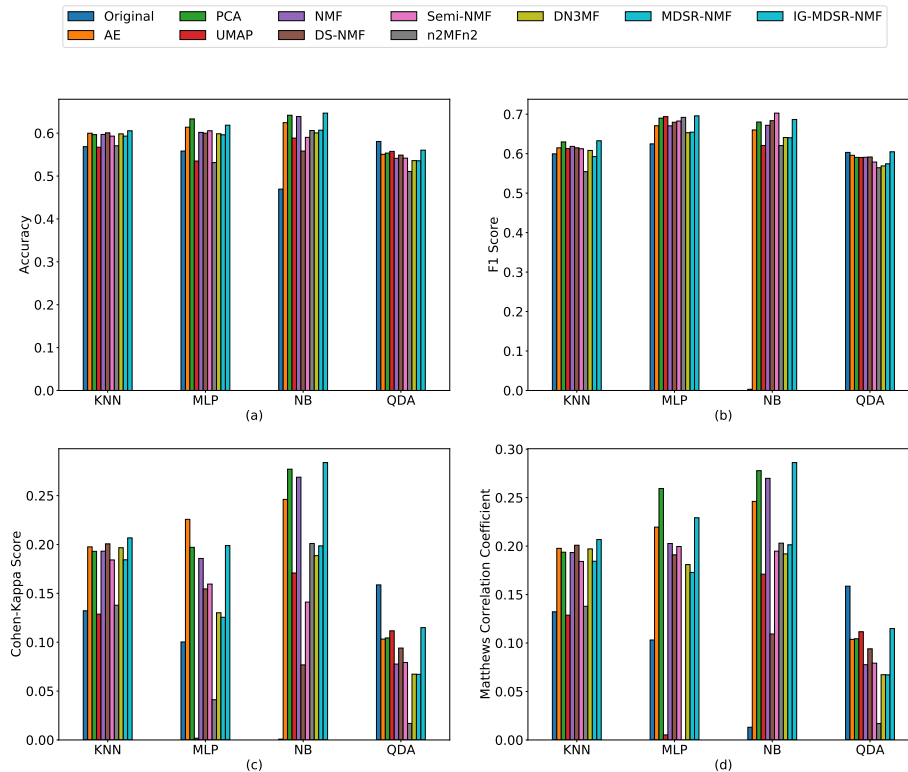 Original PCA NMF Semi-NMF DN3MF MDSR-NMF IG-MDSR-NMF
AE UMAP DS-NMF n2MFn2
Accuracy
0.6
0.5
0.4
0.3
0.2
0.1
0.0
KNN MLP NB QDA
(a)
F1 Score
0.7
0.6
0.5
0.4
0.3
0.2
0.1
0.0
KNN MLP NB QDA
(b)
Cohen-Kappa Score
0.25
0.20
0.15
0.10
0.05
0.00
KNN MLP NB QDA
(c)
Matthews Correlation Coefficient
0.30
0.25
0.20
0.15
0.10
0.05
0.00
KNN MLP NB QDA
(d)